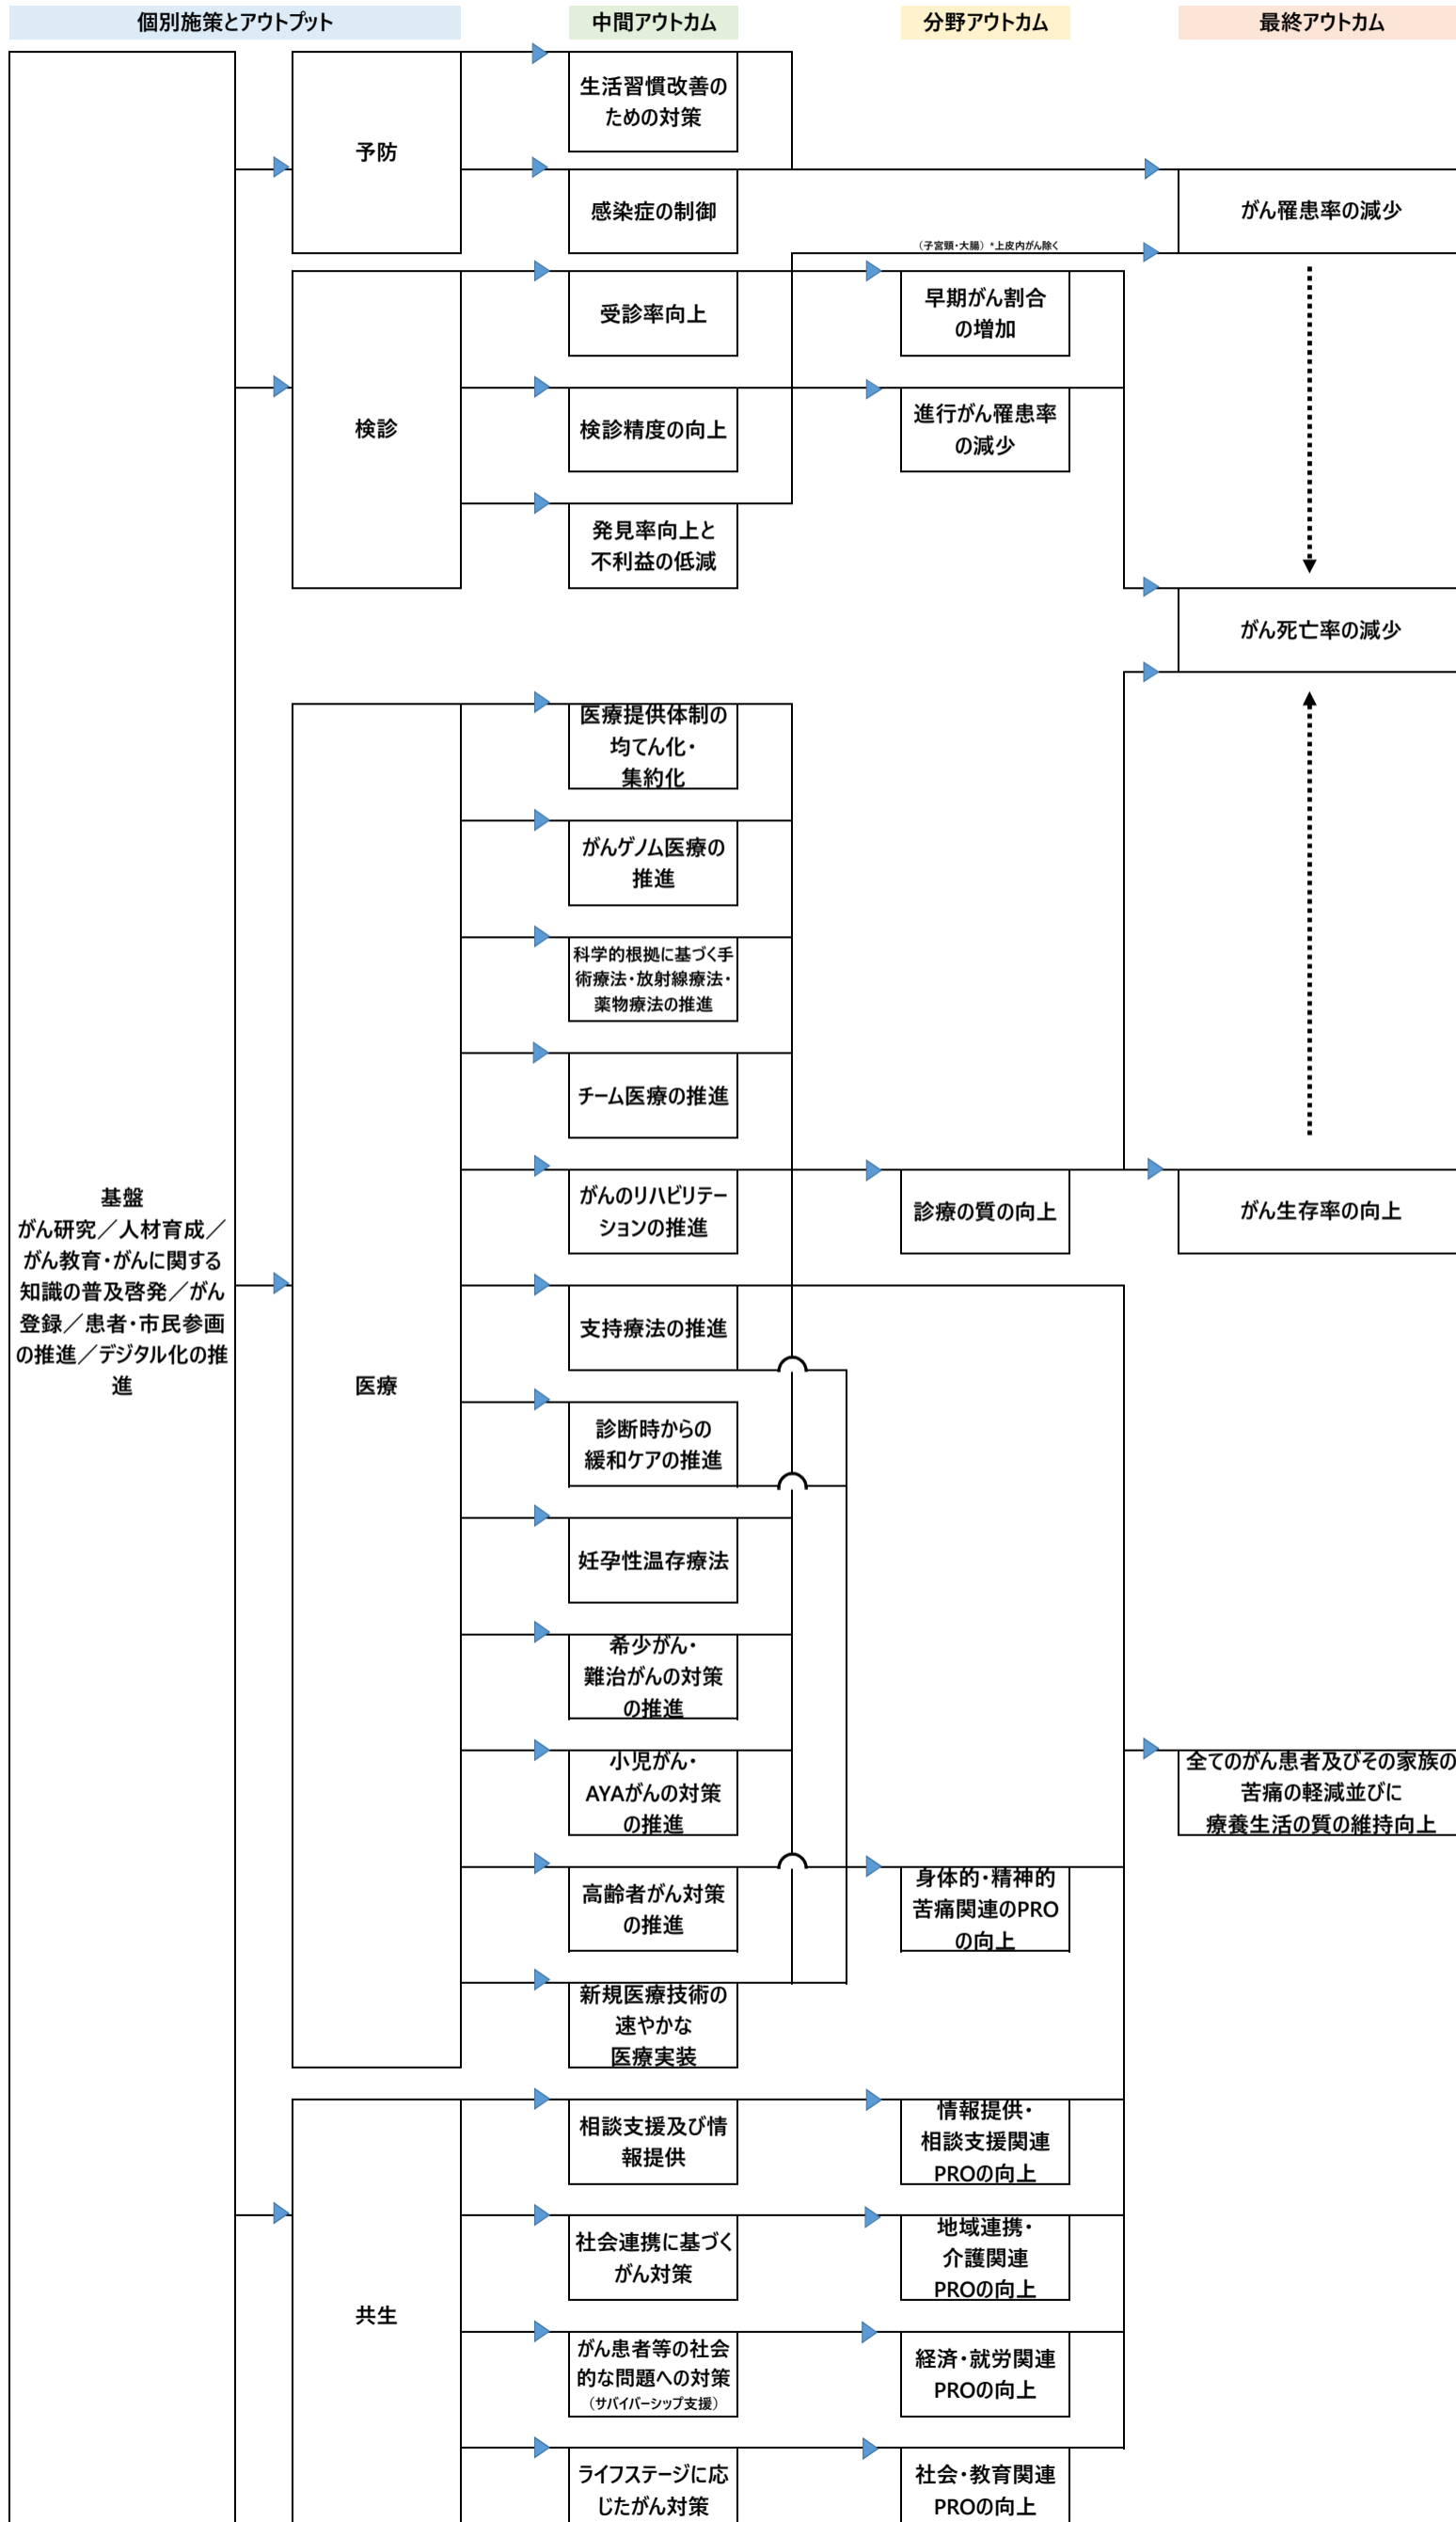 個別施策とアウトプット
中間アウトカム
分野アウトカム
最終アウトカム
基盤
がん研究／人材育成／
がん教育・がんに関する
知識の普及啓発／がん
登録／患者・市民参画
の推進／デジタル化の推
進
予防
生活習慣改善の
ための対策
感染症の制御
がん罹患率の減少
（子宮頸・大腸）*上皮内がん除く
検診
受診率向上
早期がん割合
の増加
検診精度の向上
進行がん罹患率
の減少
発見率向上と
不利益の低減
がん死亡率の減少
医療
医療提供体制の
均てん化・
集約化
がんゲノム医療の
推進
科学的根拠に基づく手
術療法・放射線療法・
薬物療法の推進
チーム医療の推進
がんのリハビリテー
ションの推進
診療の質の向上
がん生存率の向上
支持療法の推進
診断時からの
緩和ケアの推進
妊孕性温存療法
希少がん・
難治がんの対策
の推進
小児がん・
AYAがんの対策
の推進
全てのがん患者及びその家族の
苦痛の軽減並びに
療養生活の質の維持向上
高齢者がん対策
の推進
身体的・精神的
苦痛関連のPRO
の向上
新規医療技術の
速やかな
医療実装
共生
相談支援及び情
報提供
情報提供・
相談支援関連
PROの向上
社会連携に基づく
がん対策
地域連携・
介護関連
PROの向上
がん患者等の社会
的な問題への対策
（サバイバーシップ支援）
経済・就労関連
PROの向上
ライフステージに応
じたがん対策
社会・教育関連
PROの向上